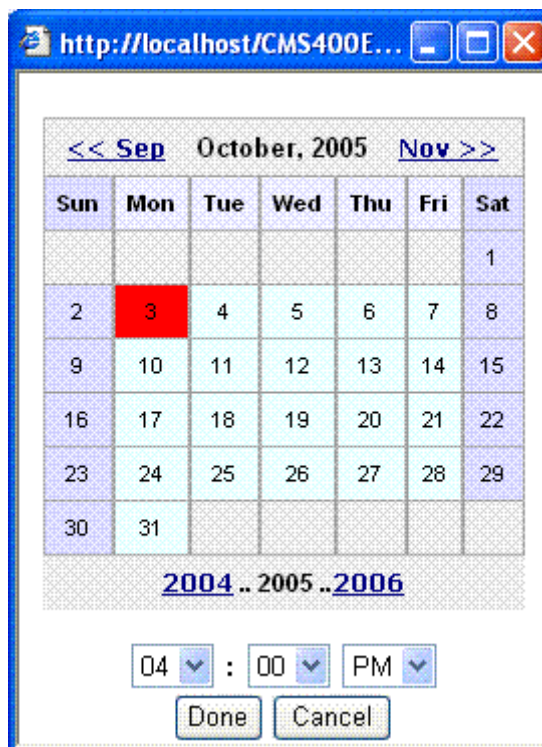 http://localhost/CMS400E...
<< Sep October, 2005 Nov >>
Sun Mon Tue Wed Thu Fri Sat
1
2 3 4 5 6 7 8
9 10 11 12 13 14 15
16 17 18 19 20 21 22
23 24 25 26 27 28 29
30 31
2004 .. 2005 ..2006
04 : 00 PM
Done Cancel